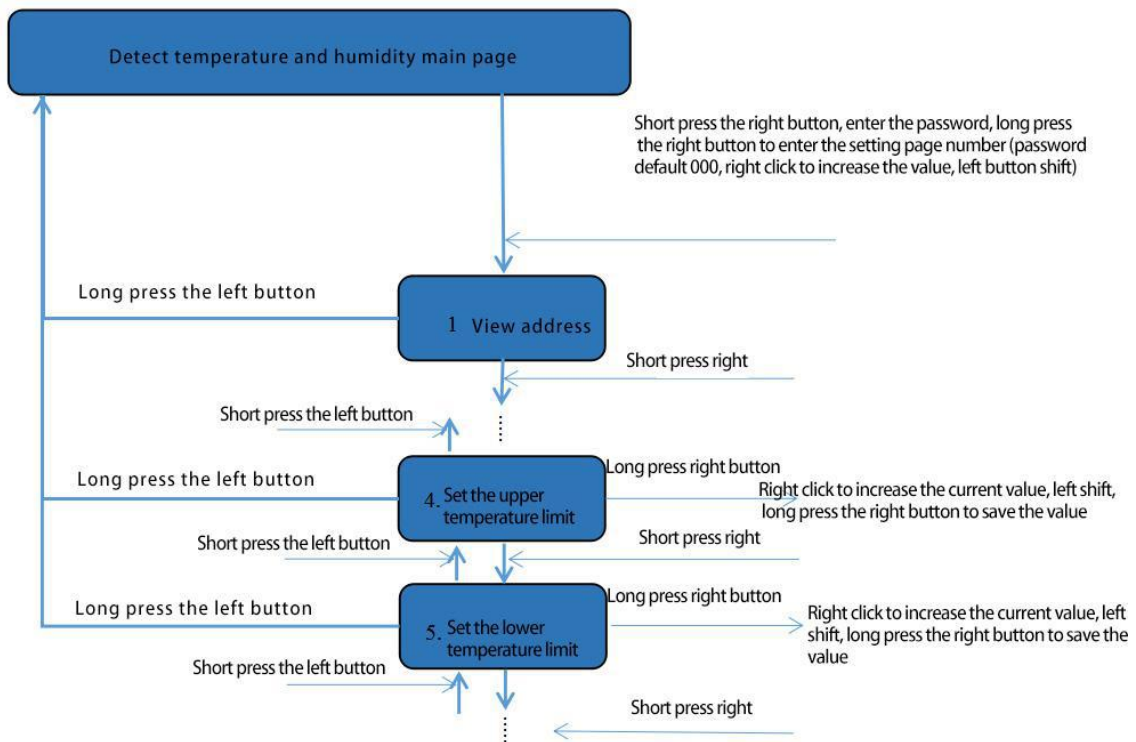 Detect temperature and humidity main page
Short press the right button, enter the password, long press
the right button to enter the setting page number (password
default 000, right click to increase the value, left button shift)
Long press the left button
1 View address
Short press right
Short press the left button
Long press the left button
4. Set the upper
temperature limit
Long press right button
Right click to increase the current value, left shift,
long press the right button to save the value
Short press the left button
Short press right
Long press the left button
5. Set the lower
temperature limit
Long press right button
Right click to increase the current value, left
shift, long press the right button to save the
value
Short press the left button
Short press right